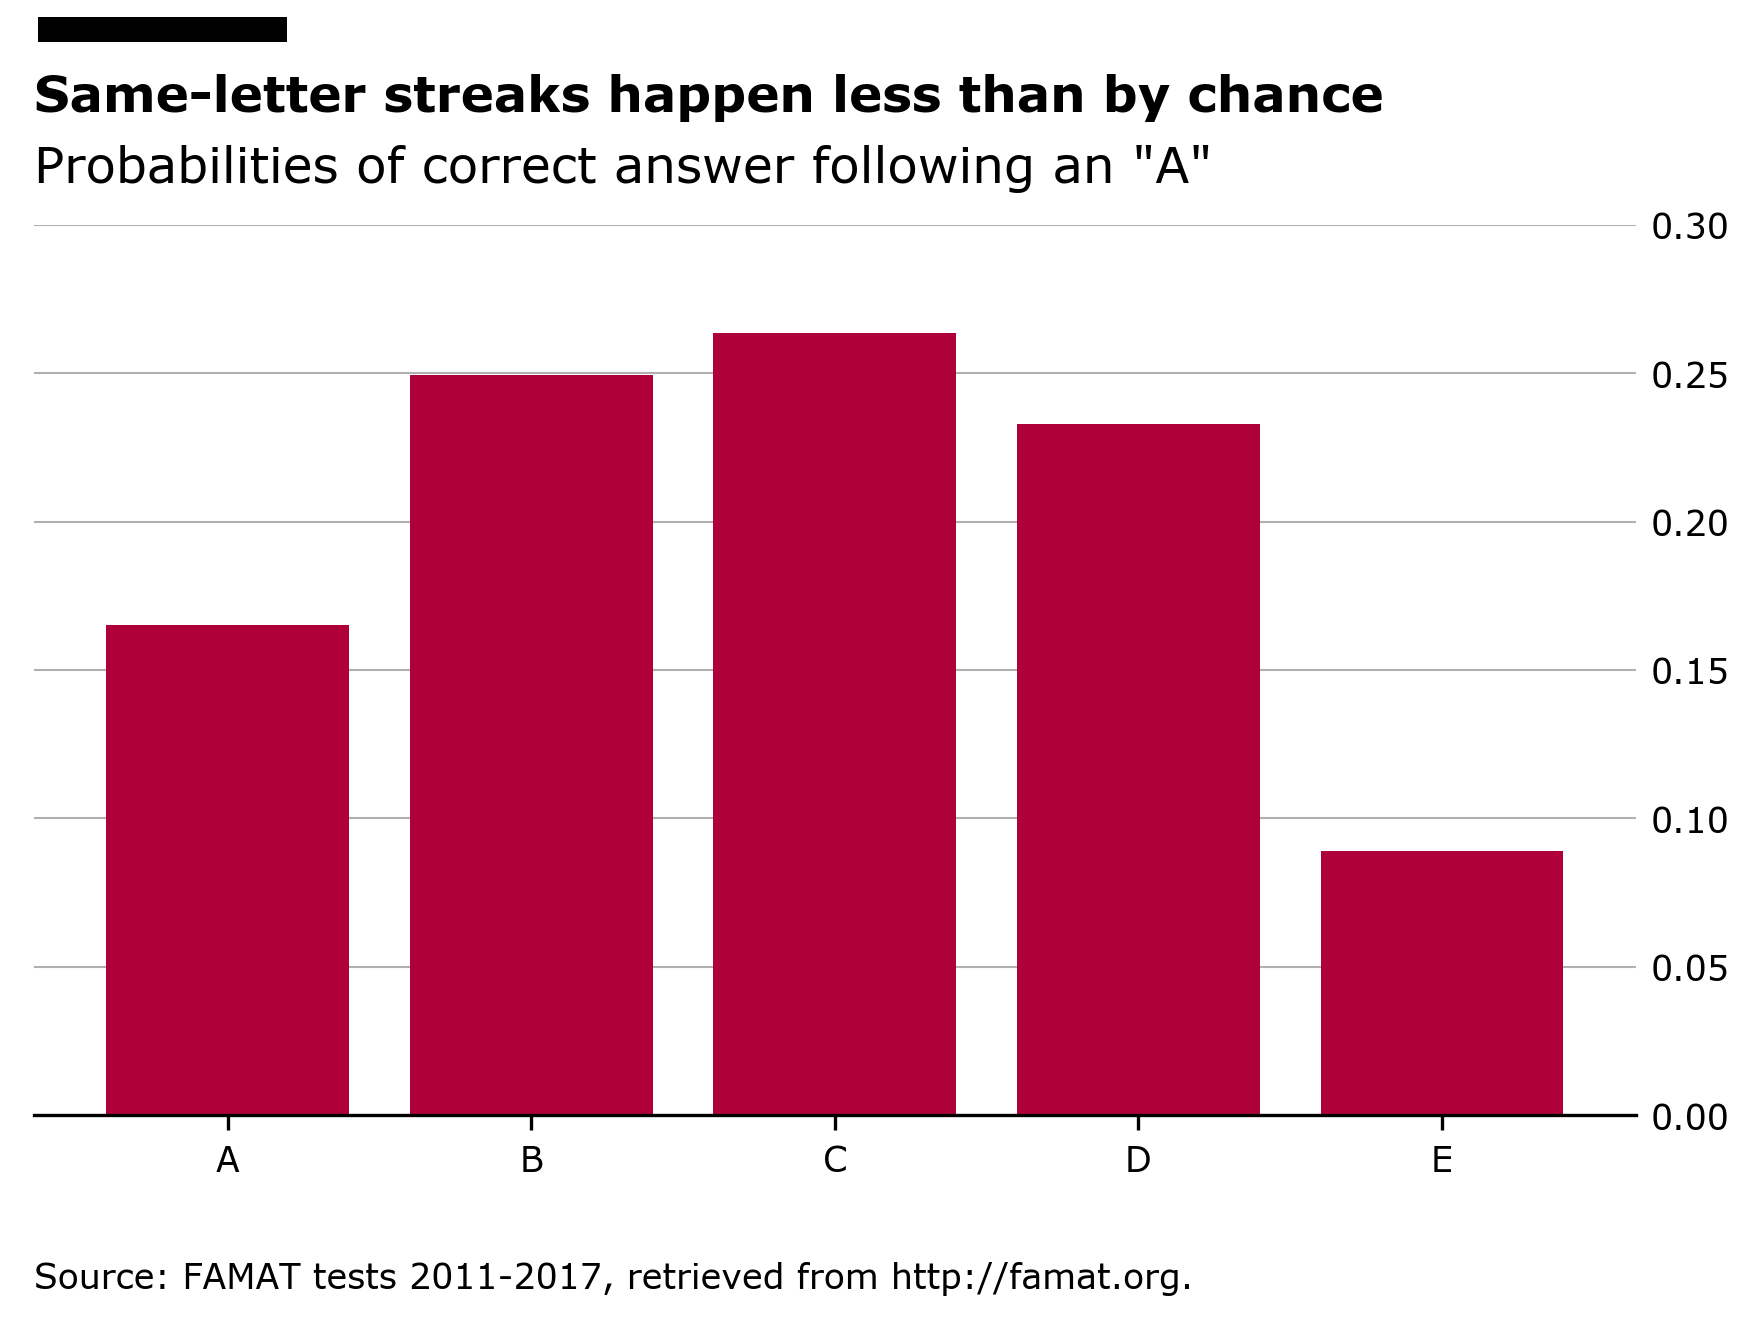 Same-letter streaks happen less than by chance
Probabilities of correct answer following an "A"
0.30
0.25
0.20
0.15
0.10
0.05
0.00
A B C D E
Source: FAMAT tests 2011-2017, retrieved from http://famat.org.